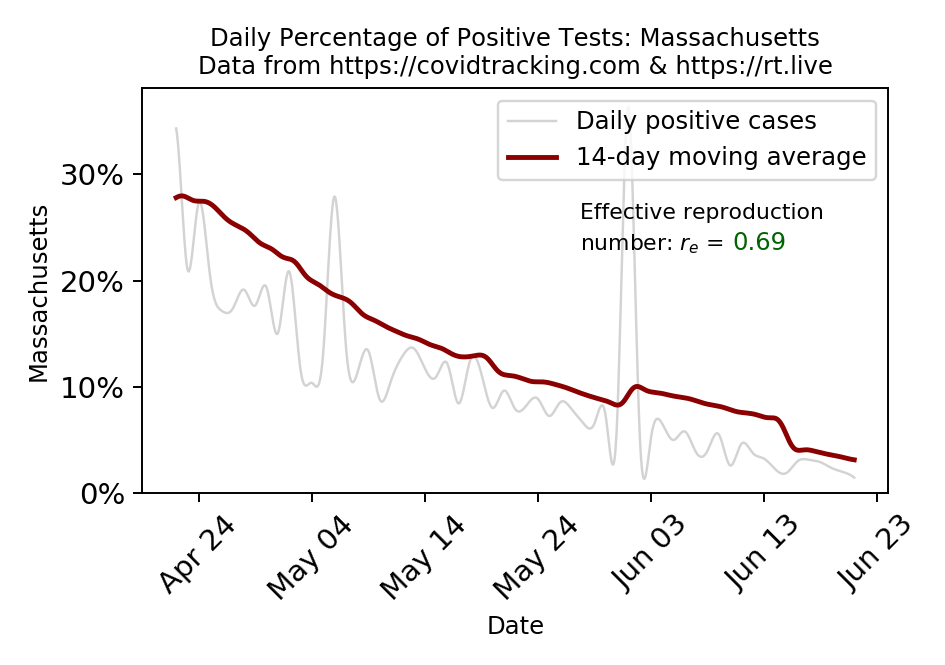 Daily Percentage of Positive Tests: Massachusetts
Data from https://covidtracking.com & https://rt.live
Daily positive cases
14-day moving average
Effective reproduction
number: rₑ = 0.69
Massachusetts
30%
20%
10%
0%
Apr 24
May 04
May 14
May 24
Jun 03
Jun 13
Jun 23
Date